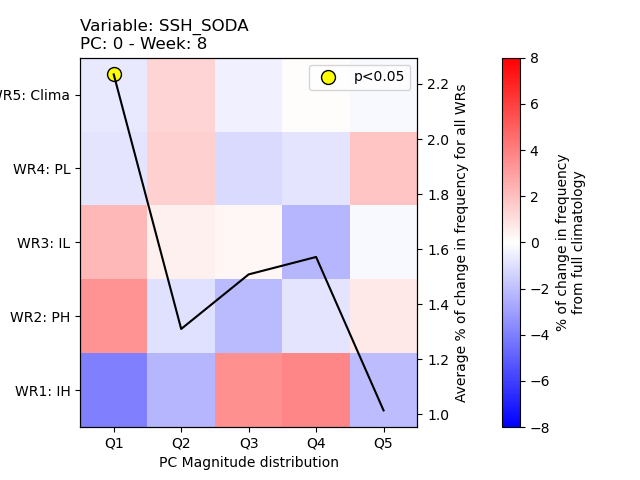 Variable: SSH_SODA
PC: 0 - Week: 8
p<0.05
WR5: Clima
WR4: PL
WR3: IL
WR2: PH
WR1: IH
Q1 Q2 Q3 Q4 Q5
PC Magnitude distribution
2.2
2.0
1.8
1.6
1.4
1.2
1.0
Average % of change in frequency for all WRs
8
6
4
2
0
−2
−4
−6
−8
% of change in frequency
from full climatology